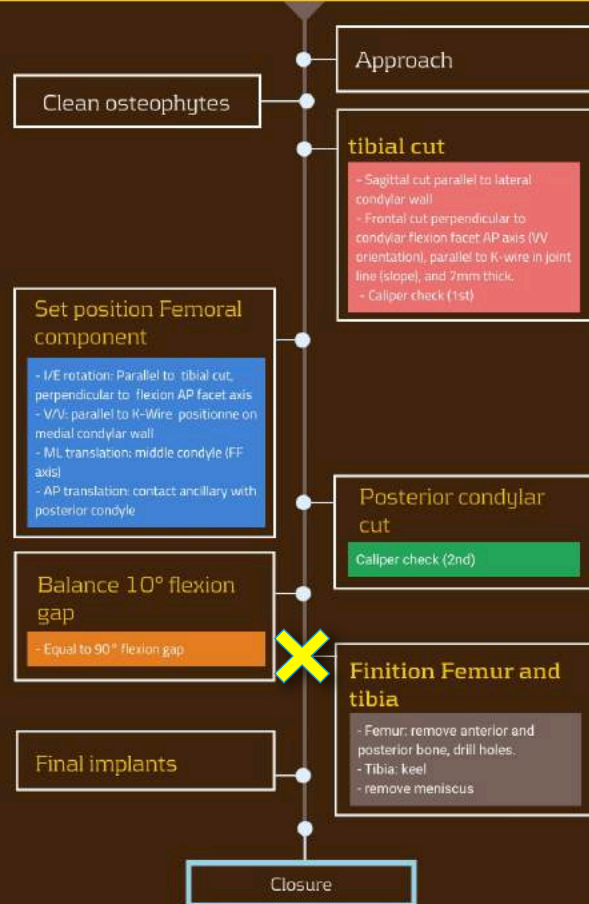 Approach
Clean osteophytes
tibial cut
- Sagittal cut parallel to lateral
condylar wall
- Frontal cut perpendicular to
condylar flexion facet AP axis (VV
orientation), parallel to K-wire in joint
line (slope), and 7mm thick.
- Caliper check (1st)
Set position Femoral
component
- I/E rotation: Parallel to tibial cut,
perpendicular to flexion AP facet axis
- V/V: parallel to K-Wire positionne on
medial condylar wall
- ML translation: middle condyle (FF
axis)
- AP translation: contact ancillary with
posterior condyle
Posterior condylar
cut
Caliper check (2nd)
Balance 10° flexion
gap
- Equal to 90° flexion gap
Finition Femur and
tibia
- Femur: remove anterior and
posterior bone, drill holes.
- Tibia: keel
- remove meniscus
Final implants
Closure